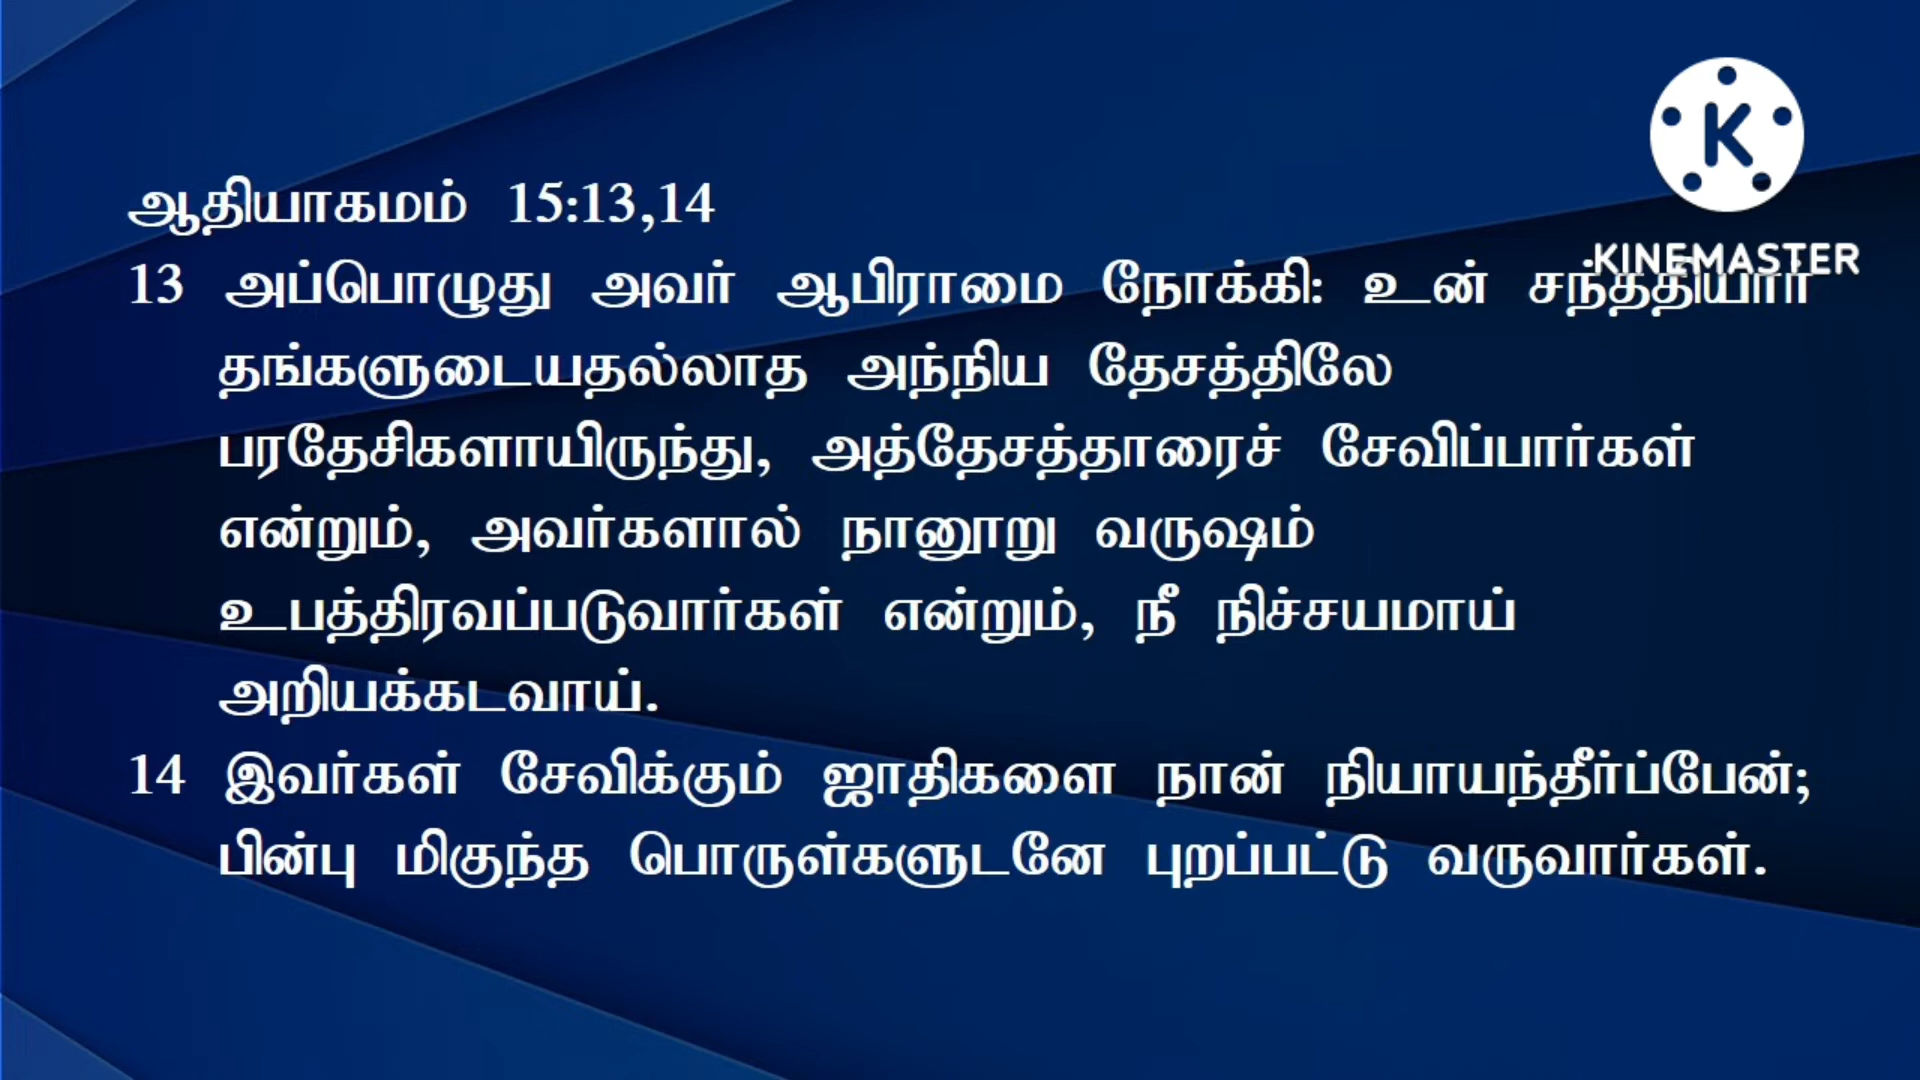 ஆதியாகமம் 15:13,14
13 அப்பொழுது அவர் ஆபிராமை நோக்கி: உன் சந்ததியார்
தங்களுடையதல்லாத அந்நிய தேசத்திலே
பரதேசிகளாயிருந்து, அத்தேசத்தாரைச் சேவிப்பார்கள்
என்றும், அவர்களால் நானூறு வருஷம்
உபத்திரவப்படுவார்கள் என்றும், நீ நிச்சயமாய்
அறியக்கடவாய்.
14 இவர்கள் சேவிக்கும் ஜாதிகளை நான் நியாயந்தீர்ப்பேன்;
பின்பு மிகுந்த பொருள்களுடனே புறப்பட்டு வருவார்கள்.
K
KINEMASTER